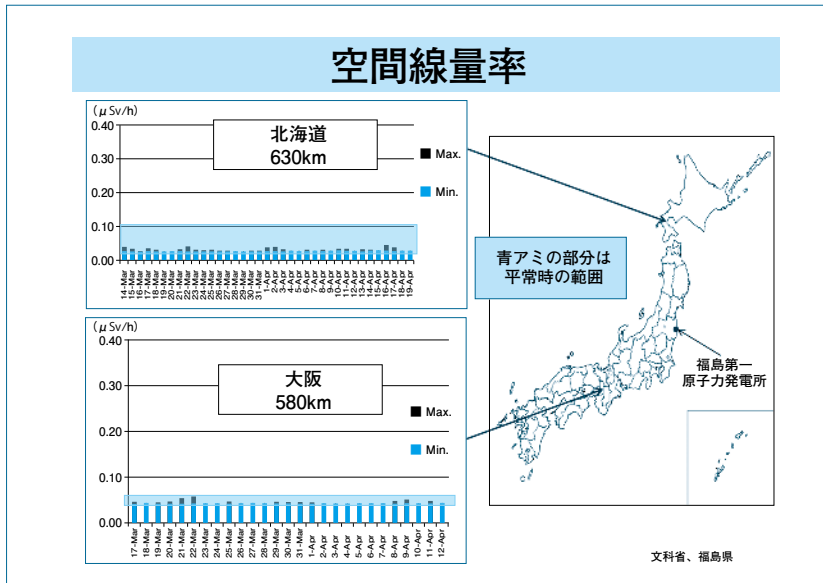 空間線量率
(μSv/h)
0.40
0.30
0.20
0.10
0.00
北海道
630km
Max.
Min.
14-Mar
15-Mar
16-Mar
17-Mar
18-Mar
19-Mar
20-Mar
21-Mar
22-Mar
23-Mar
24-Mar
25-Mar
26-Mar
27-Mar
28-Mar
29-Mar
30-Mar
31-Mar
1-Apr
2-Apr
3-Apr
4-Apr
5-Apr
6-Apr
7-Apr
8-Apr
9-Apr
10-Apr
11-Apr
12-Apr
13-Apr
14-Apr
15-Apr
16-Apr
17-Apr
18-Apr
19-Apr
(μSv/h)
0.40
0.30
0.20
0.10
0.00
大阪
580km
Max.
Min.
17-Mar
18-Mar
19-Mar
20-Mar
21-Mar
22-Mar
23-Mar
24-Mar
25-Mar
26-Mar
27-Mar
28-Mar
29-Mar
30-Mar
31-Mar
1-Apr
2-Apr
3-Apr
4-Apr
5-Apr
6-Apr
7-Apr
8-Apr
9-Apr
10-Apr
11-Apr
12-Apr
青アミの部分は
平常時の範囲
福島第一
原子力発電所
文科省、福島県